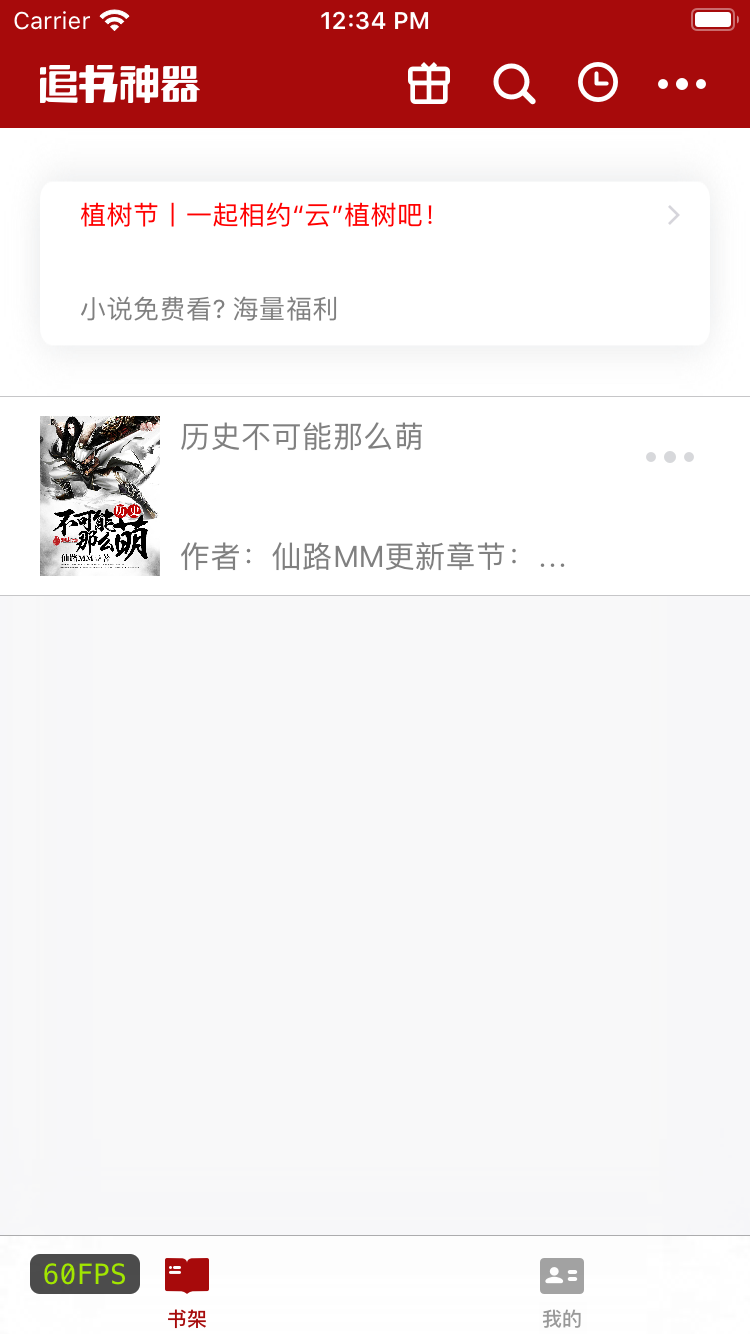 Carrier
12:34 PM
追书神器
植树节丨一起相约“云”植树吧！
小说免费看? 海量福利
历史不可能那么萌
不可能
历史
那么萌
仙路MM
著
作者：仙路MM更新章节：...
60FPS
书架
我的